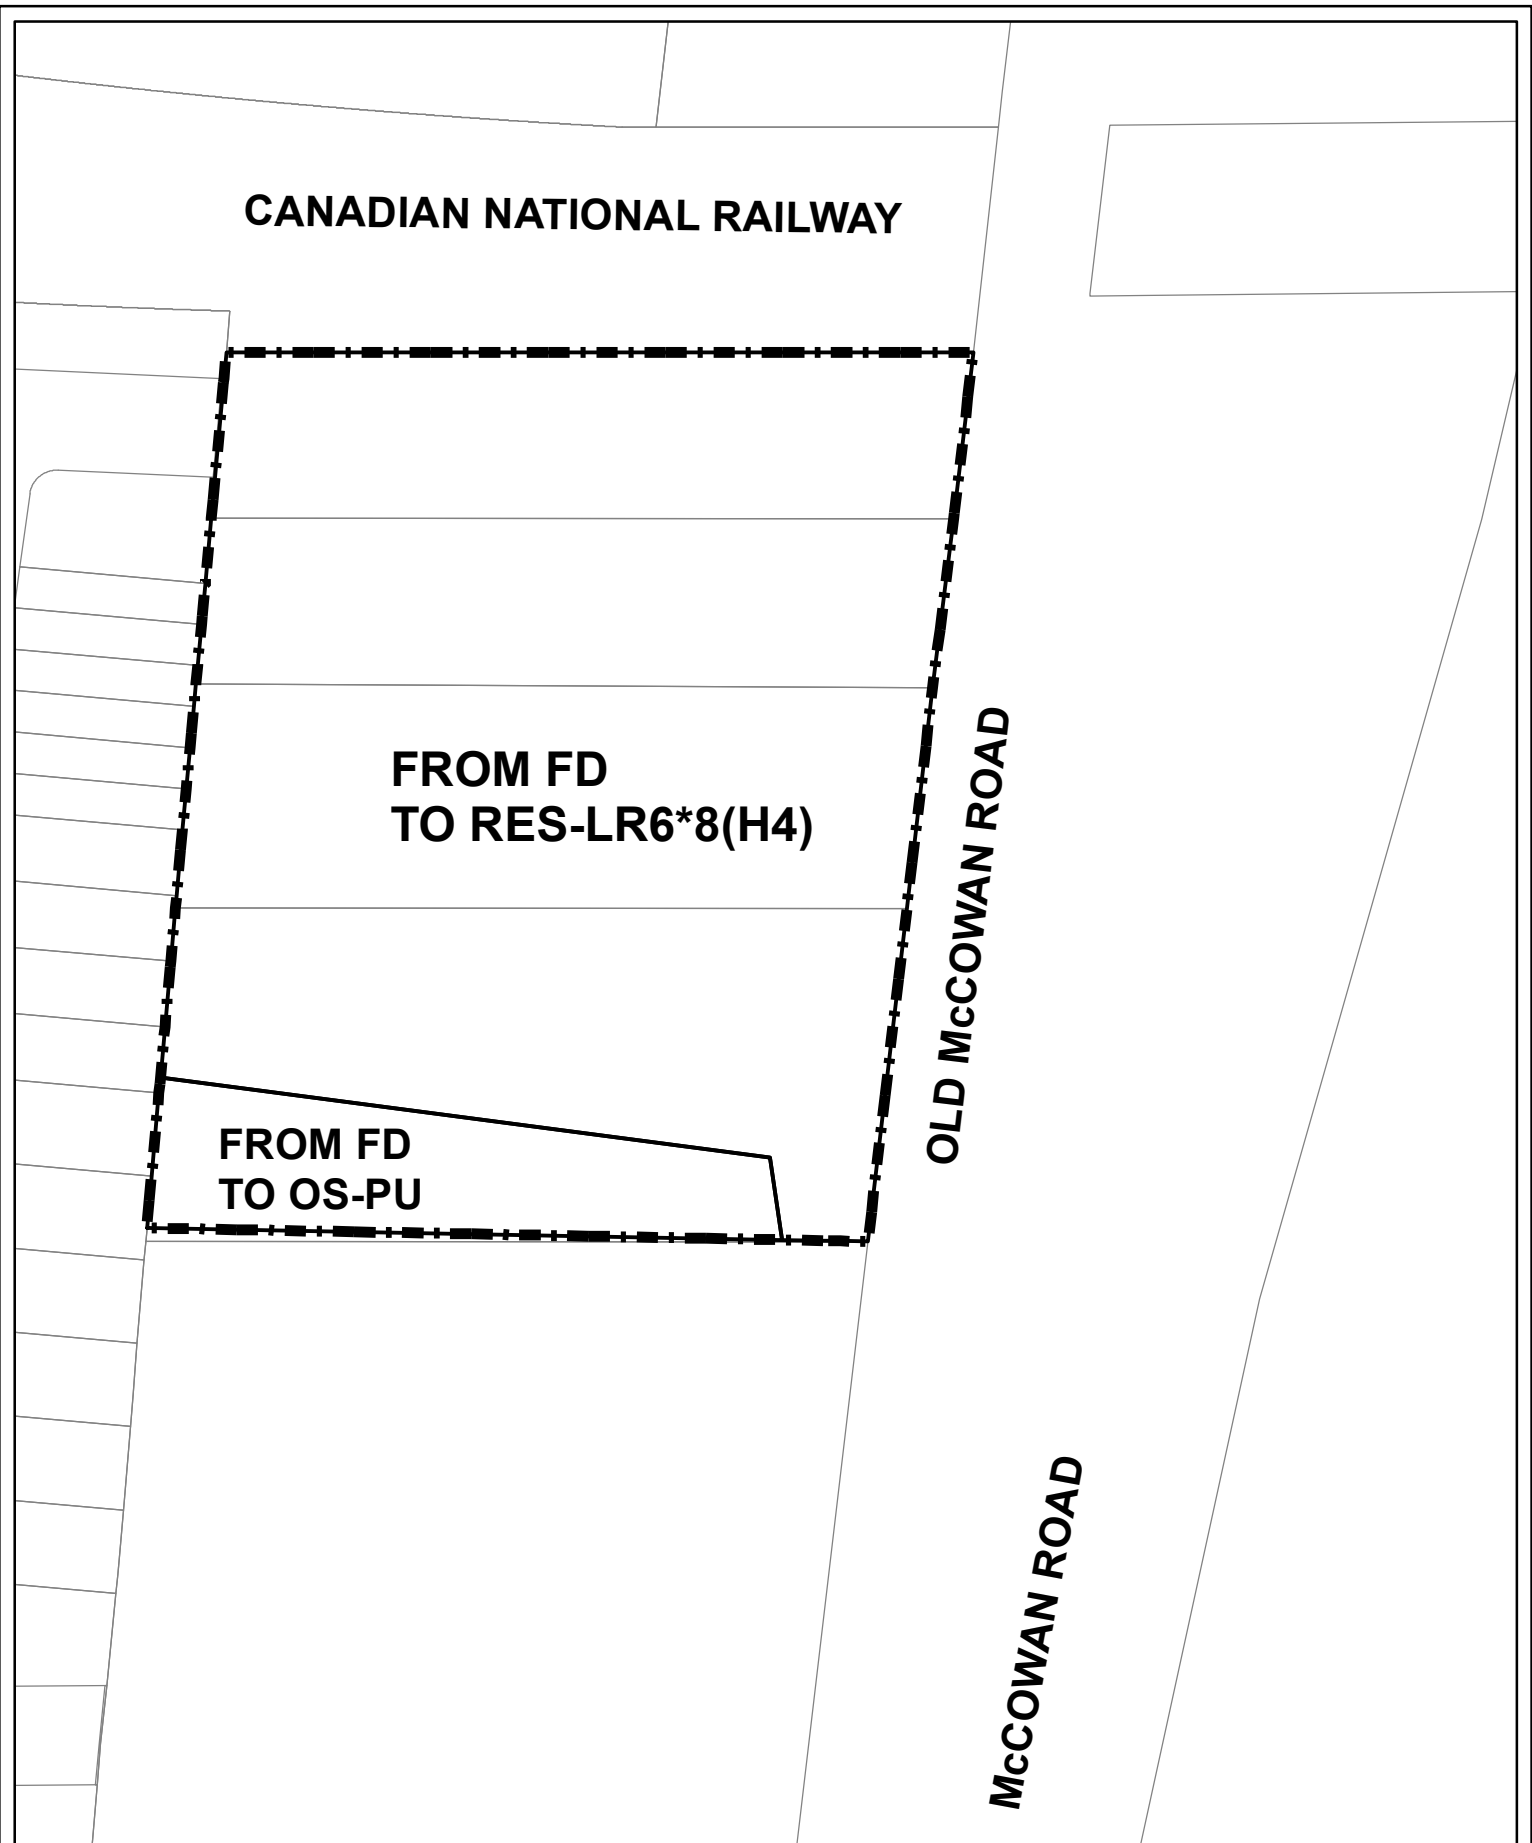 CANADIAN NATIONAL RAILWAY
FROM FD
TO RES-LR6*8(H4)
OLD McCOWAN ROAD
FROM FD
TO OS-PU
McCOWAN ROAD